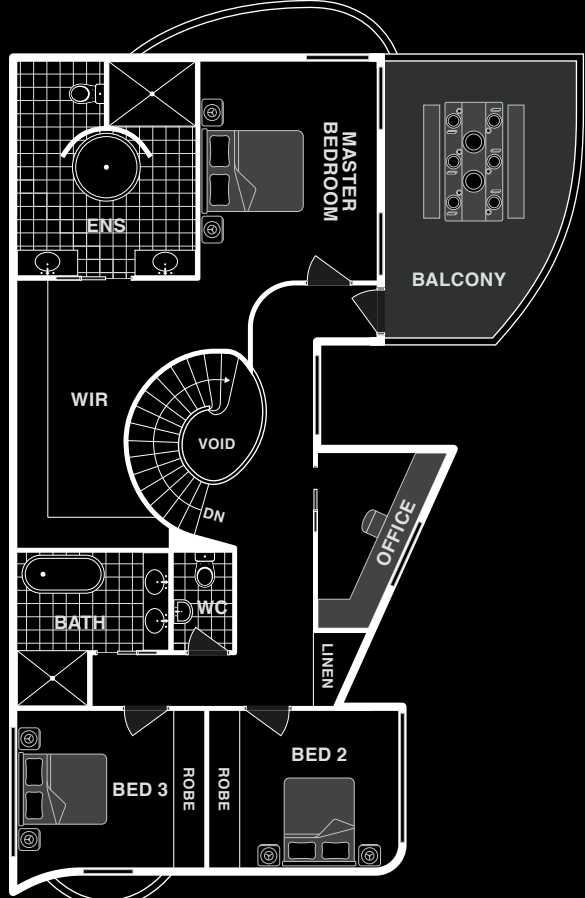 MASTER
BEDROOM
ENS
BALCONY
WIR
VOID
DN
OFFICE
BATH
WC
LINEN
BED 3
ROBE
ROBE
BED 2